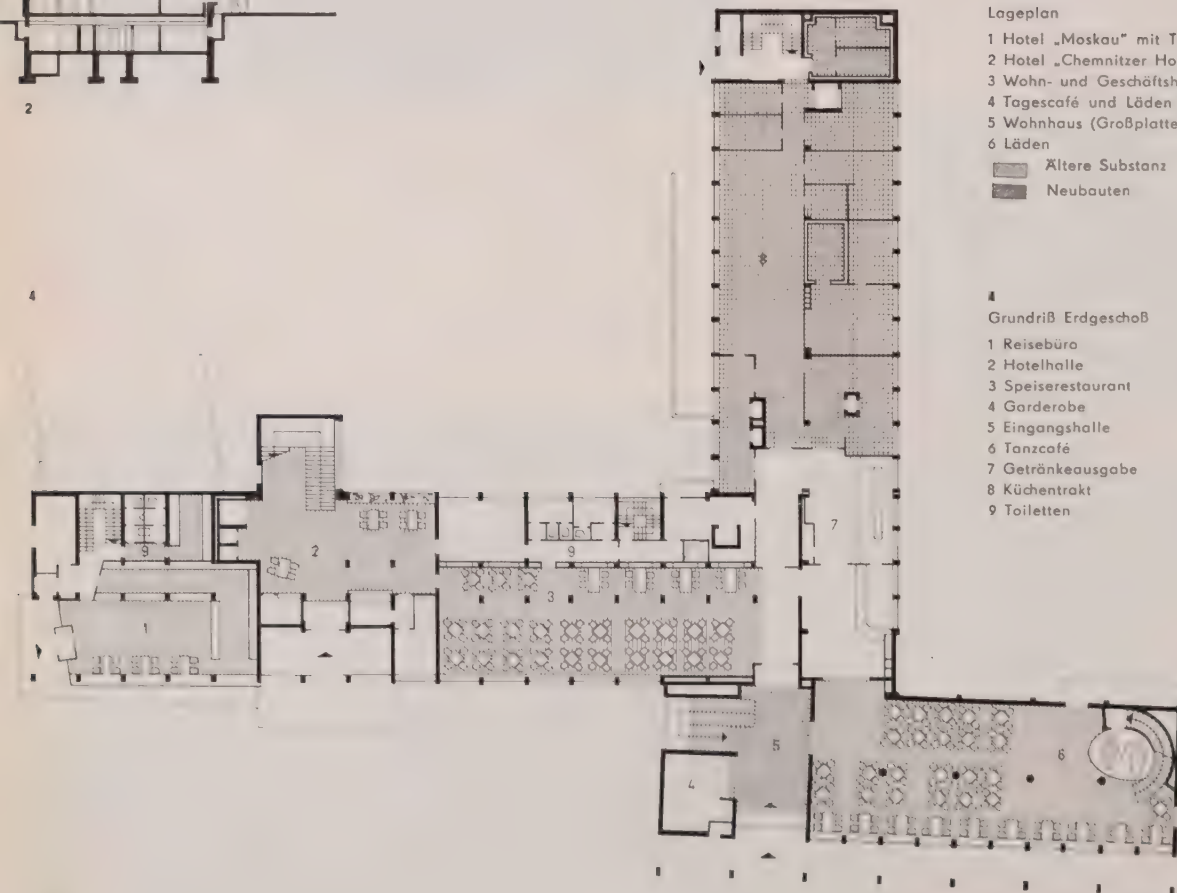 Lageplan
1 Hotel „Moskau" mit T
2 Hotel „Chemnitzer Ho
3 Wohn- und Geschäftsh
4 Tagescafé und Läden
5 Wohnhaus (Großplatte
6 Läden
Ältere Substanz
Neubauten
4
Grundriß Erdgeschoß
1 Reisebüro
2 Hotelhalle
3 Speiserestaurant
4 Garderobe
5 Eingangshalle
6 Tanzcafé
7 Getränkeausgabe
8 Küchentrakt
9 Toiletten
2
4
8
7
9
2
9
3
1
5
6
4